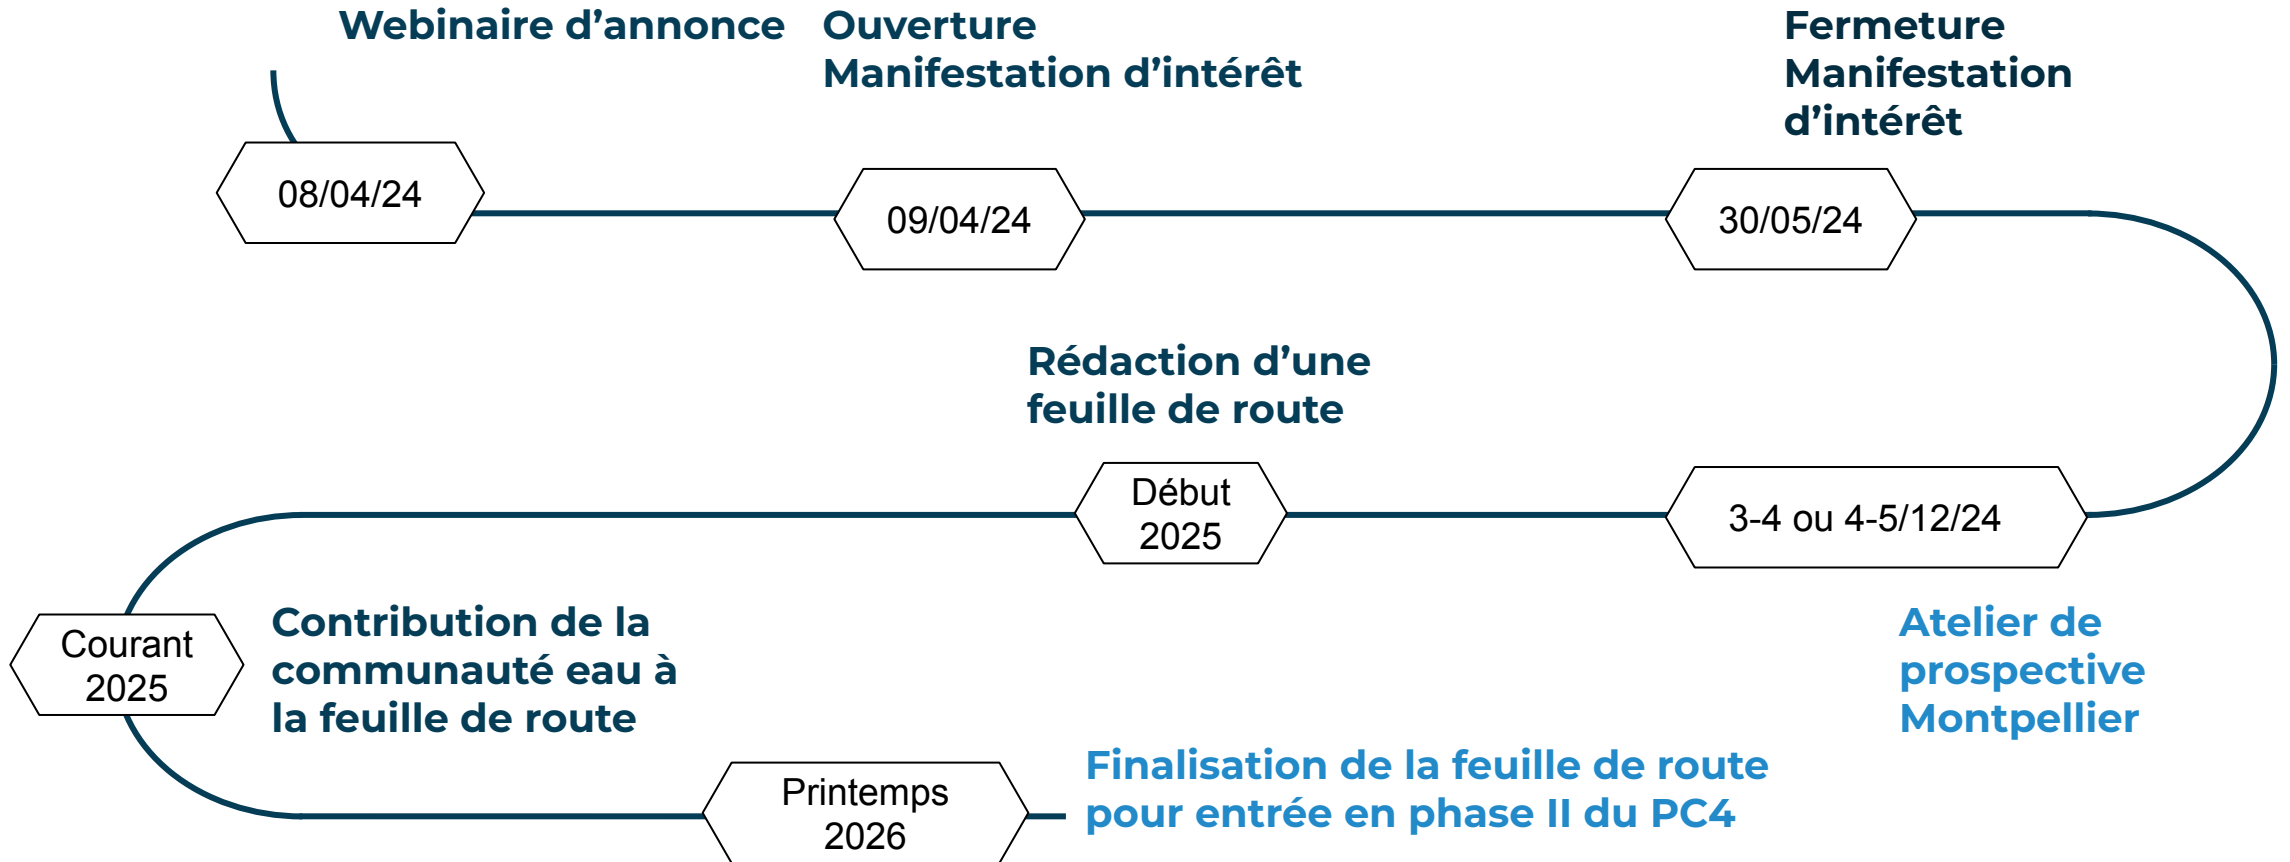 Webinaire d’annonce
Ouverture
Manifestation d’intérêt
Fermeture
Manifestation
d’intérêt
08/04/24
09/04/24
30/05/24
Rédaction d’une
feuille de route
Début
2025
3-4 ou 4-5/12/24
Atelier de
prospective
Montpellier
Courant
2025
Contribution de la
communauté eau à
la feuille de route
Printemps
2026
Finalisation de la feuille de route
pour entrée en phase II du PC4